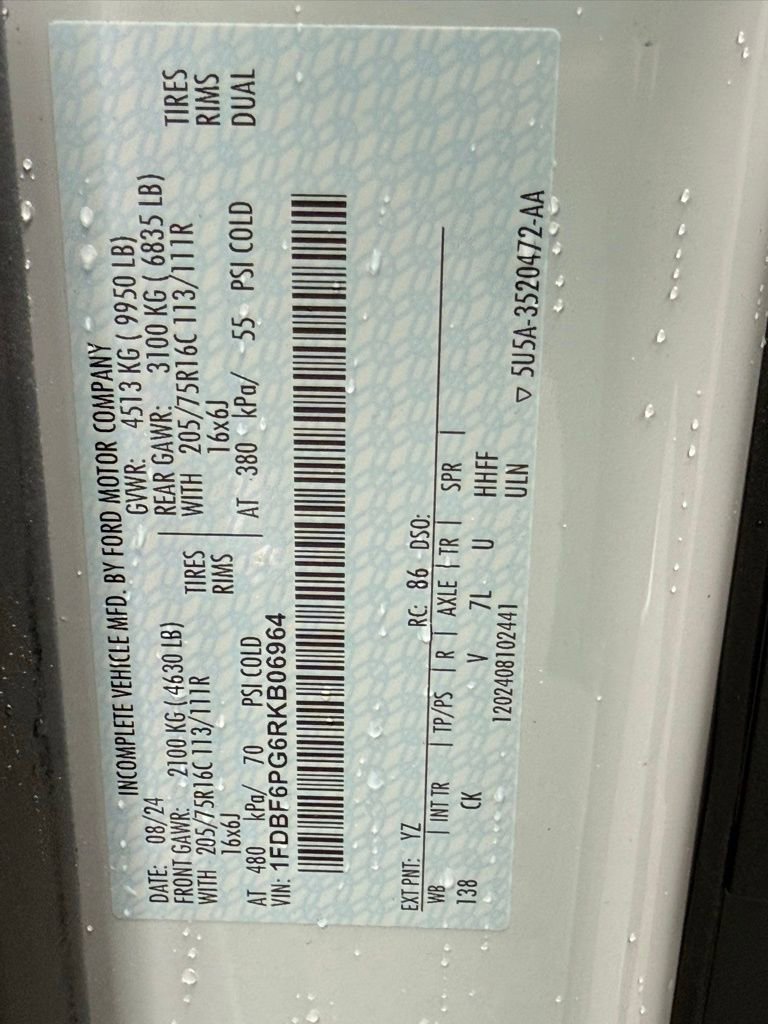 INCOMPLETE VEHICLE MFD. BY FORD MOTOR COMPANY
DATE: 08/24 GVWR: 4513 KG ( 9950 LB)
FRONT GAWR: 2100 KG (4630 LB) REAR GAWR: 3100 KG ( 6835 LB)
WITH 205/75R16C 113/111R TIRES WITH 205/75R16C 113/111R TIRES
16x6J RIMS 16x6J RIMS
AT 480 kPa/ 70 PSI COLD AT 380 kPa/ 55 PSI COLD DUAL
VIN: 1FDBF6PG6RKB06964
EXT PNT: YZ RC: 86 DSO:
WB INT TR TP/PS R AXLE TR SPR
138 CK V 7L U HHFF
1202408102441 ULN
▽ 5U5A-3520472-AA